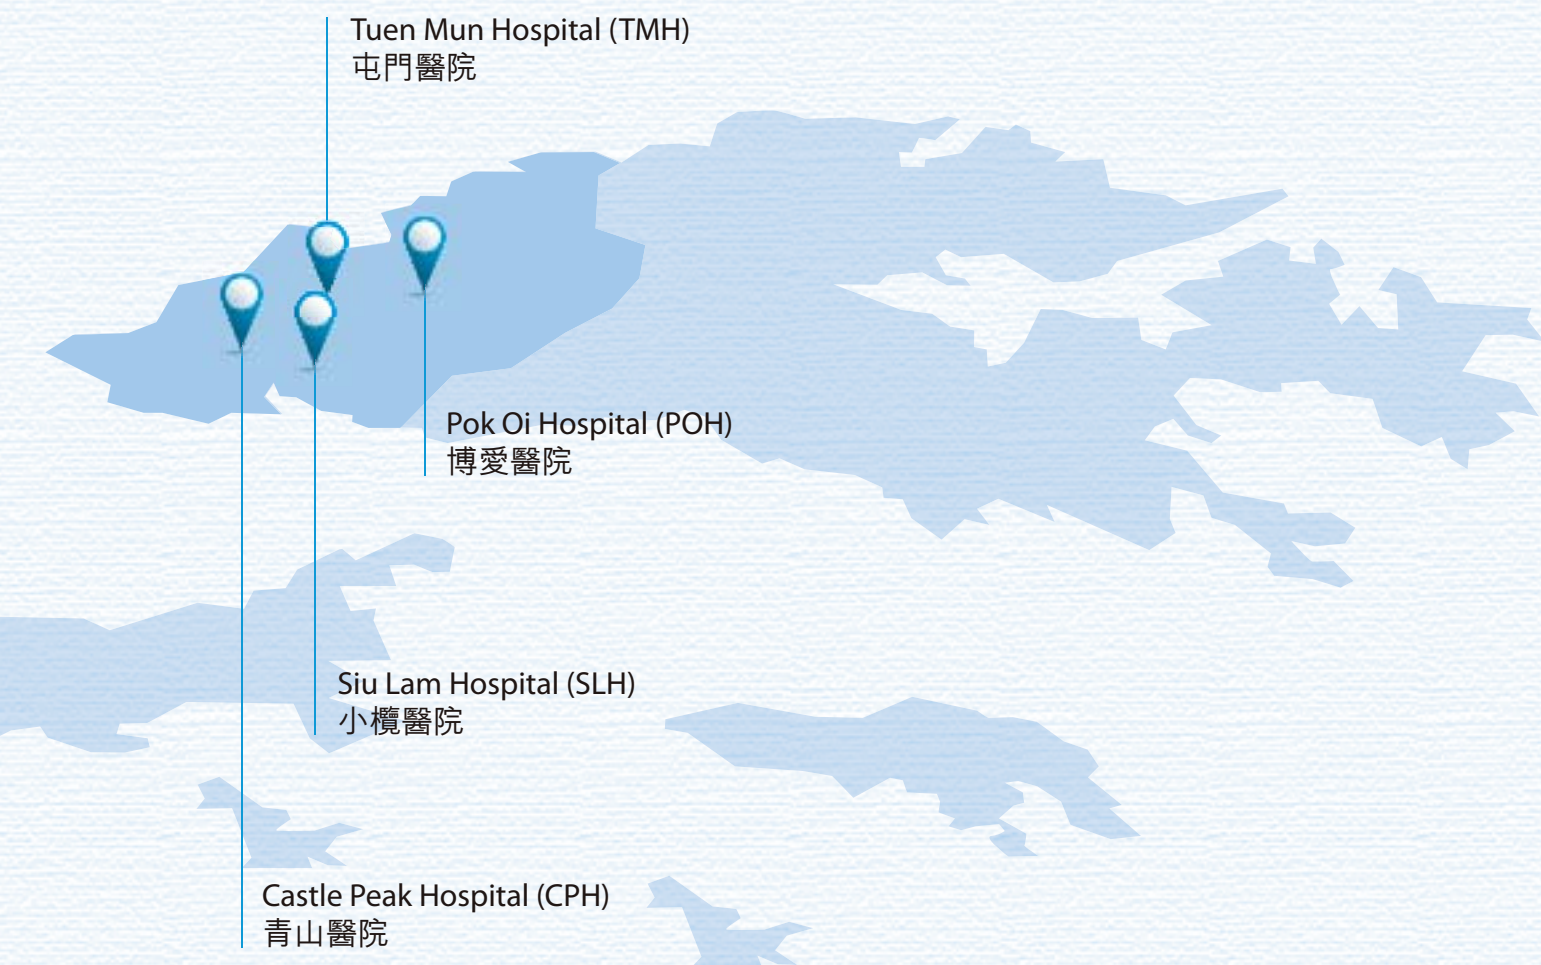 Tuen Mun Hospital (TMH)
屯門醫院
Pok Oi Hospital (POH)
博愛醫院
Siu Lam Hospital (SLH)
小欖醫院
Castle Peak Hospital (CPH)
青山醫院